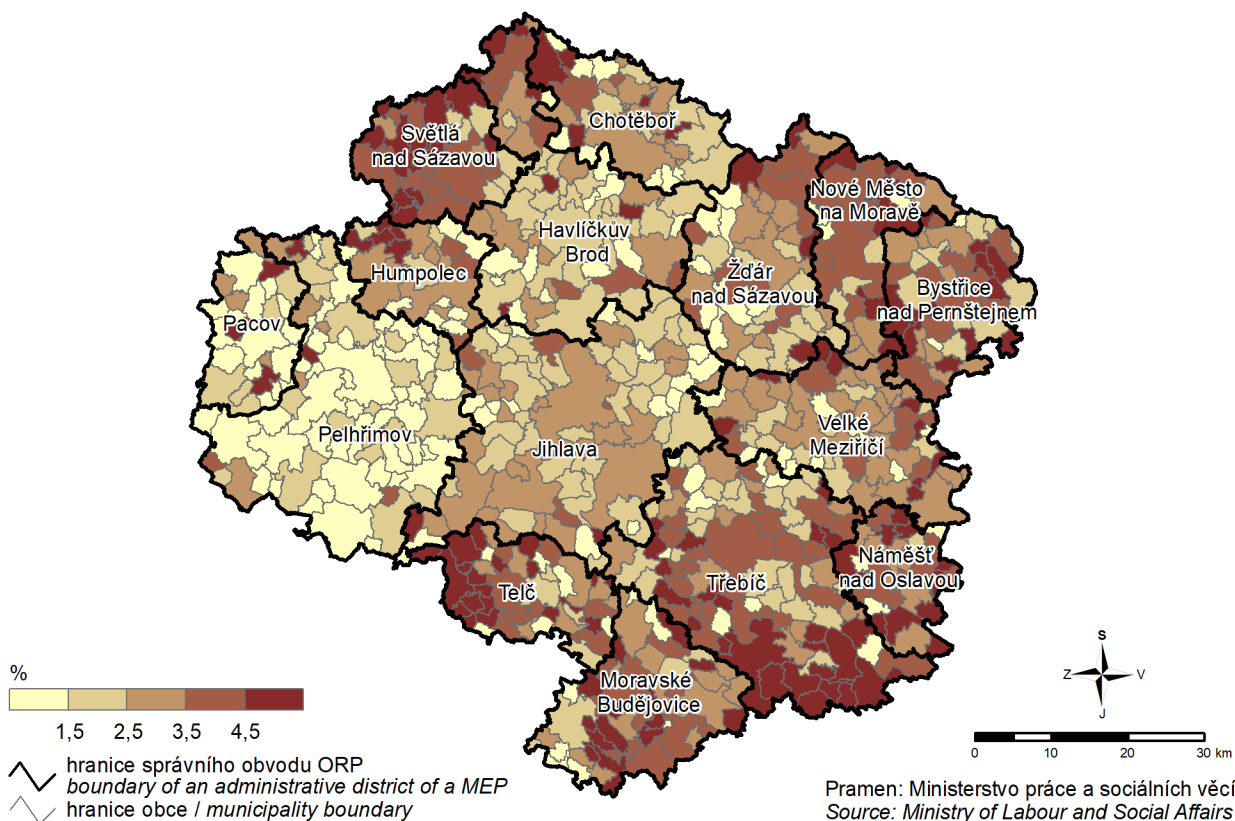 Chotěboř
Světlá
nad Sázavou
Nové Město
na Moravě
Havlíčkův
Brod
Humpolec
Žďár
nad Sázavou
Bystřice
nad Pernštejnem
Pacov
Pelhřimov
Jihlava
Velké
Meziříčí
Náměšť
nad Oslavou
Třebíč
Telč
Moravské
Budějovice
%
1,5 2,5 3,5 4,5
hranice správního obvodu ORP
boundary of an administrative district of a MEP
hranice obce / municipality boundary
S
Z V
J
0 10 20 30 km
Pramen: Ministerstvo práce a sociálních věcí
Source: Ministry of Labour and Social Affairs